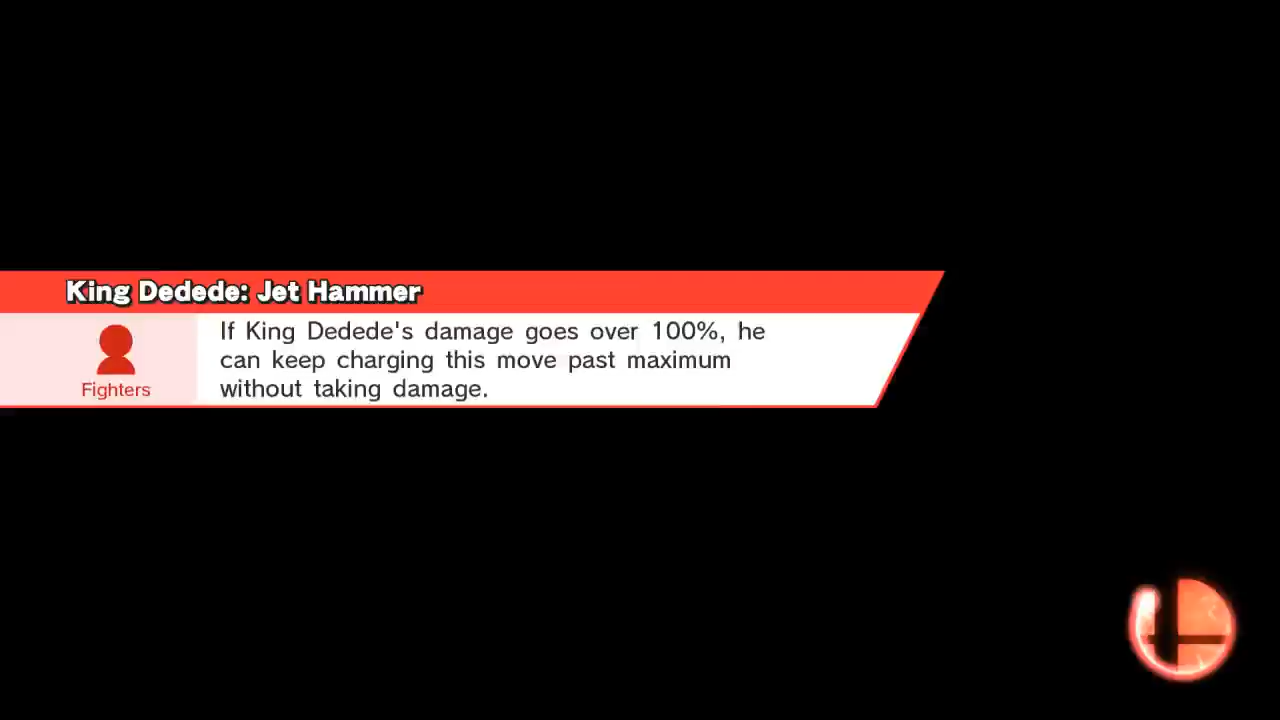 King Dedede: Jet Hammer
Fighters
If King Dedede's damage goes over 100%, he
can keep charging this move past maximum
without taking damage.